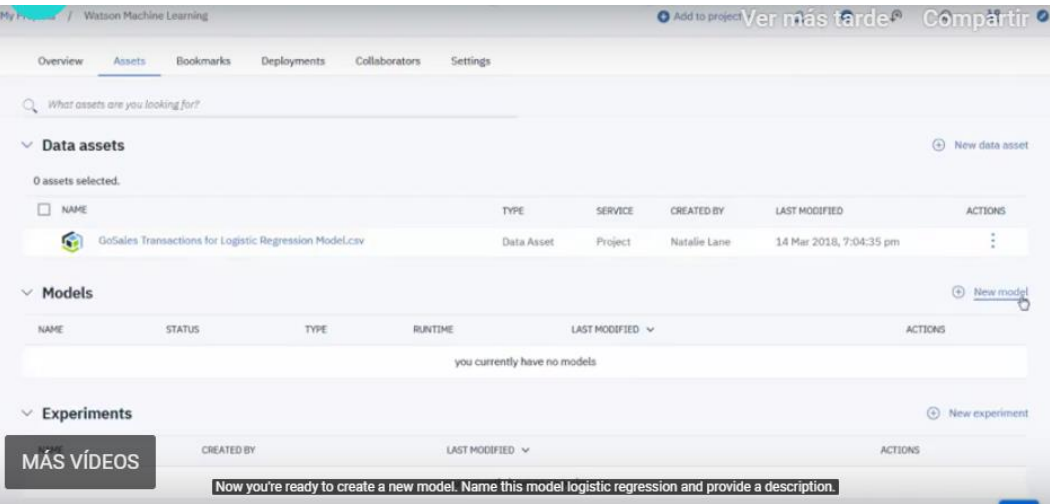 My Projects / Watson Machine Learning Add to project Ver más tarde Compartir
Overview Assets Bookmarks Deployments Collaborators Settings
What assets are you looking for?
Data assets New data asset
0 assets selected.
NAME TYPE SERVICE CREATED BY LAST MODIFIED ACTIONS
GoSales Transactions for Logistic Regression Model.csv Data Asset Project Natalie Lane 14 Mar 2018, 7:04:35 pm
Models New model
NAME STATUS TYPE RUNTIME LAST MODIFIED ACTIONS
you currently have no models
Experiments New experiment
NAME CREATED BY LAST MODIFIED ACTIONS
MÁS VÍDEOS
Now you're ready to create a new model. Name this model logistic regression and provide a description.